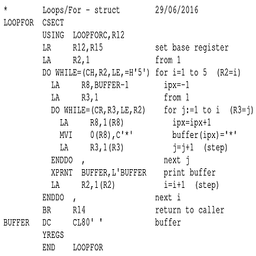 *        Loops/For - struct        29/06/2016
LOOPFOR  CSECT
         USING  LOOPFORC,R12
         LR     R12,R15            set base register
         LA     R2,1               from 1
         DO WHILE=(CH,R2,LE,=H'5') for i=1 to 5  (R2=i)
           LA     R8,BUFFER-1        ipx=-1
           LA     R3,1               from 1
           DO WHILE=(CR,R3,LE,R2)    for j:=1 to i  (R3=j)
             LA     R8,1(R8)           ipx=ipx+1
             MVI    0(R8),C'*'         buffer(ipx)='*'
             LA     R3,1(R3)           j=j+1  (step)
           ENDDO  ,                  next j
           XPRNT  BUFFER,L'BUFFER    print buffer
           LA     R2,1(R2)           i=i+1  (step)
         ENDDO  ,                  next i
         BR     R14                return to caller
BUFFER   DC     CL80' '            buffer
         YREGS
         END    LOOPFOR